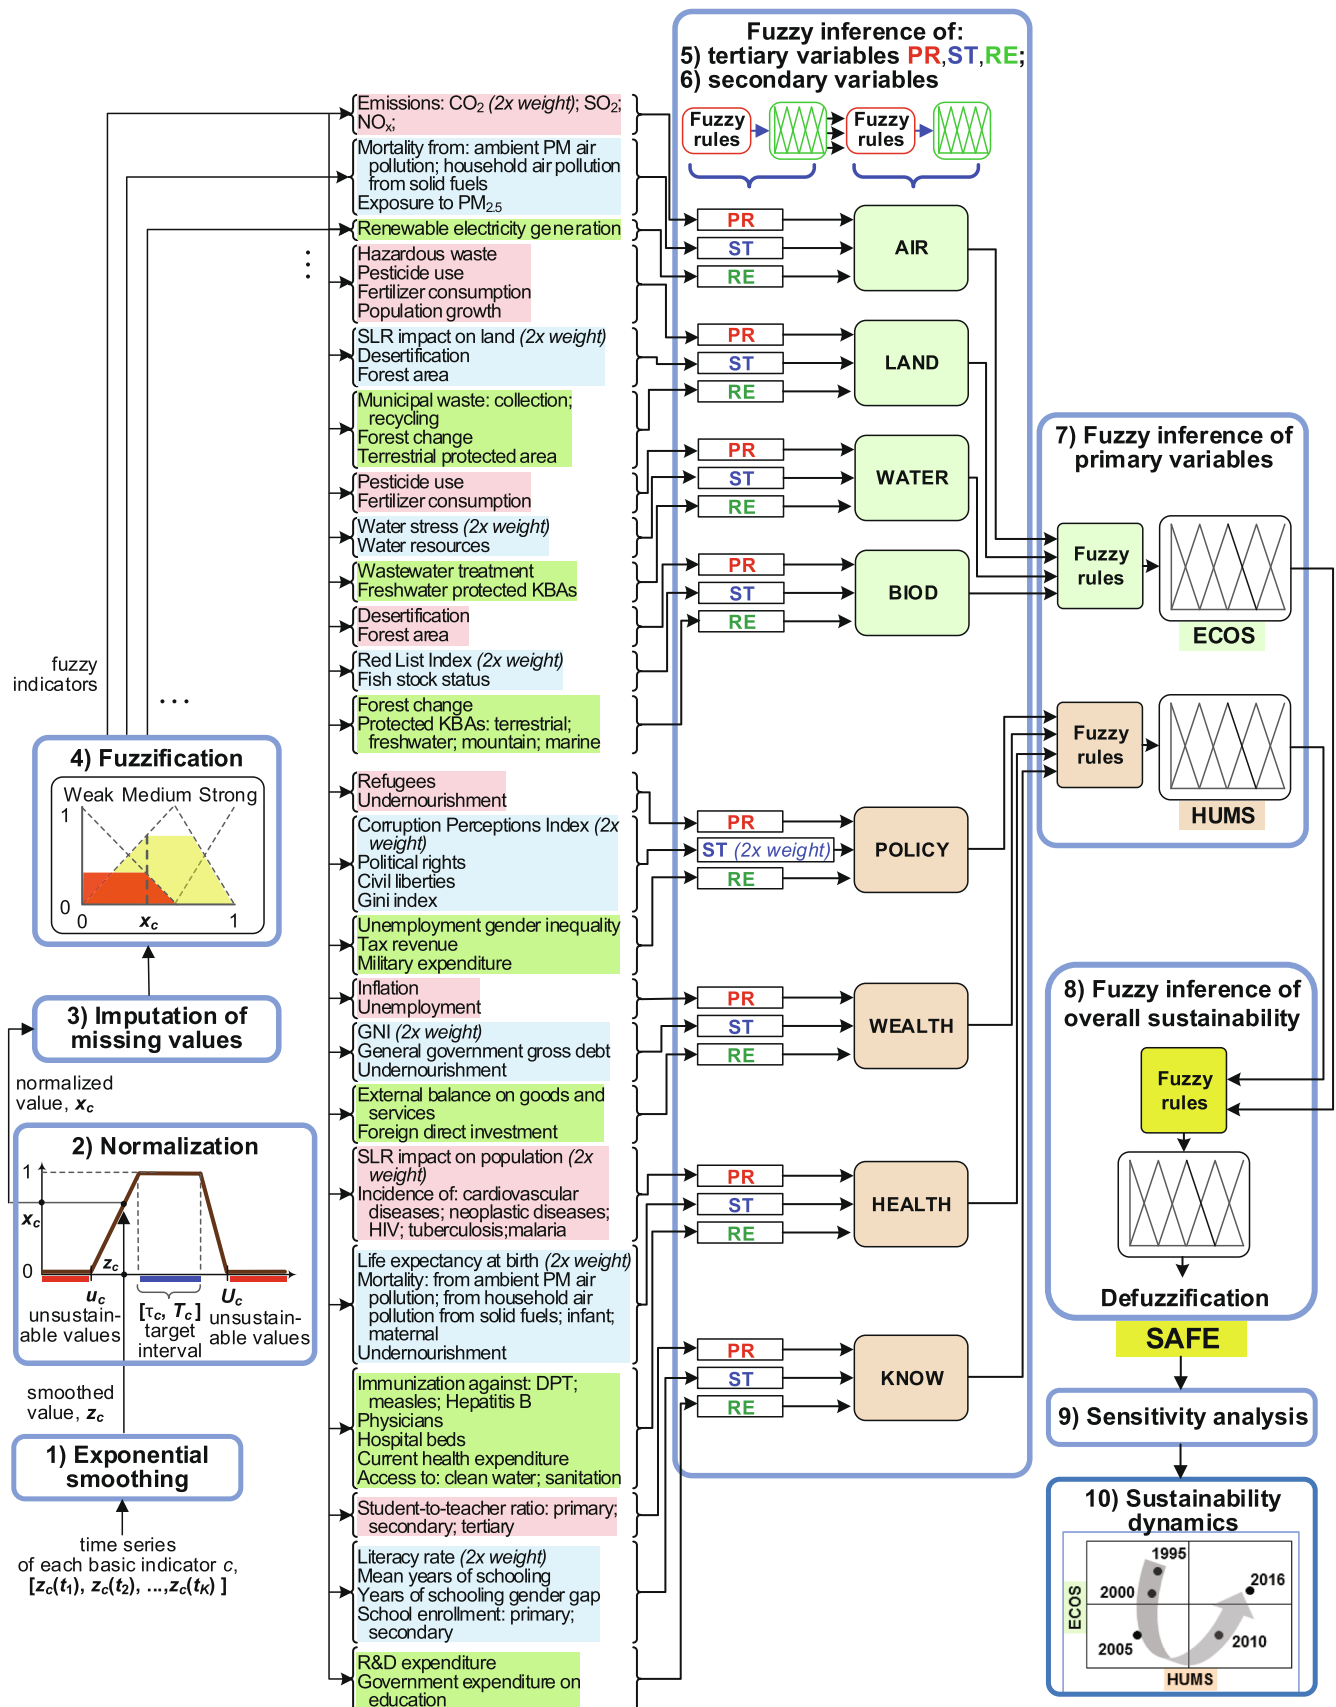 Fuzzy inference of:
5) tertiary variables PR,ST,RE;
6) secondary variables
Fuzzy
rules
Fuzzy
rules
Emissions: CO2 (2x weight); SO2;
NOx;
Mortality from: ambient PM air
pollution; household air pollution
from solid fuels
Exposure to PM2.5
Renewable electricity generation
Hazardous waste
Pesticide use
Fertilizer consumption
Population growth
SLR impact on land (2x weight)
Desertification
Forest area
Municipal waste: collection;
recycling
Forest change
Terrestrial protected area
Pesticide use
Fertilizer consumption
Water stress (2x weight)
Water resources
Wastewater treatment
Freshwater protected KBAs
Desertification
Forest area
Red List Index (2x weight)
Fish stock status
Forest change
Protected KBAs: terrestrial;
freshwater; mountain; marine
Refugees
Undernourishment
Corruption Perceptions Index (2x
weight)
Political rights
Civil liberties
Gini index
Unemployment gender inequality
Tax revenue
Military expenditure
Inflation
Unemployment
GNI (2x weight)
General government gross debt
Undernourishment
External balance on goods and
services
Foreign direct investment
SLR impact on population (2x
weight)
Incidence of: cardiovascular
diseases; neoplastic diseases;
HIV; tuberculosis;malaria
Life expectancy at birth (2x weight)
Mortality: from ambient PM air
pollution; from household air
pollution from solid fuels; infant;
maternal
Undernourishment
Immunization against: DPT;
measles; Hepatitis B
Physicians
Hospital beds
Current health expenditure
Access to: clean water; sanitation
Student-to-teacher ratio: primary;
secondary; tertiary
Literacy rate (2x weight)
Mean years of schooling
Years of schooling gender gap
School enrollment: primary;
secondary
R&D expenditure
Government expenditure on
education
PR
ST
RE
AIR
PR
ST
RE
LAND
PR
ST
RE
WATER
PR
ST
RE
BIOD
PR
ST (2x weight)
RE
POLICY
PR
ST
RE
WEALTH
PR
ST
RE
HEALTH
PR
ST
RE
KNOW
fuzzy
indicators
4) Fuzzification
Weak Medium Strong
1
0
0 xc 1
3) Imputation of
missing values
normalized
value, xc
2) Normalization
1
xc
0
zc
uc
Uc
unsustain-
able values
[τc, Tc]
target
interval
unsustain-
able values
smoothed
value, zc
1) Exponential
smoothing
time series
of each basic indicator c,
[zc(t1), zc(t2), ...,zc(tK) ]
7) Fuzzy inference of
primary variables
Fuzzy
rules
ECOS
Fuzzy
rules
HUMS
8) Fuzzy inference of
overall sustainability
Fuzzy
rules
Defuzzification
SAFE
9) Sensitivity analysis
10) Sustainability
dynamics
1995
2000
2016
2005
2010
ECOS
HUMS